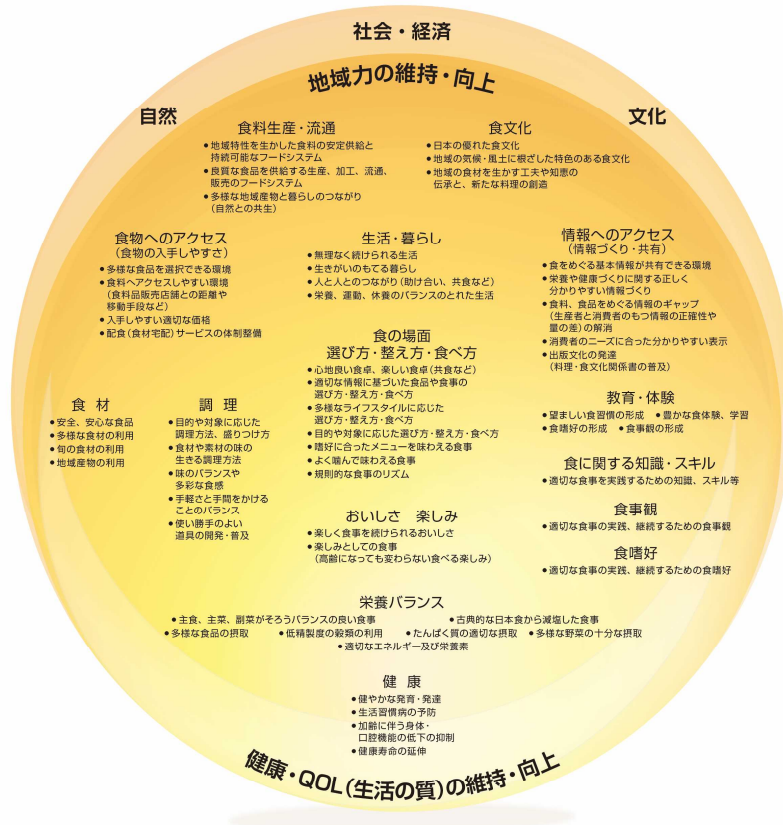 社会・経済
地域力の維持・向上
自然
文化
食料生産・流通
●地域特性を生かした食料の安定供給と
持続可能なフードシステム
●良質な食品を供給する生産、加工、流通、
販売のフードシステム
●多様な地域産物と暮らしのつながり
(自然との共生)
食文化
●日本の優れた食文化
●地域の気候・風土に根ざした特色のある食文化
●地域の食材を生かす工夫や知恵の
伝承と、新たな料理の創造
食物へのアクセス
(食物の入手しやすさ)
●多様な食品を選択できる環境
●食料へアクセスしやすい環境
(食料品販売店舗との距離や
移動手段など)
●入手しやすい適切な価格
●配食(食材宅配)サービスの体制整備
生活・暮らし
●無理なく続けられる生活
●生きがいのもてる暮らし
●人と人とのつながり(助け合い、共食など)
●栄養、運動、休養のバランスのとれた生活
情報へのアクセス
(情報づくり・共有)
●食をめぐる基本情報が共有できる環境
●栄養や健康づくりに関する正しく
分かりやすい情報づくり
●食料、食品をめぐる情報のギャップ
(生産者と消費者のもつ情報の正確性や
量の差)の解消
●消費者のニーズに合った分かりやすい表示
●出版文化の発達
(料理・食文化関係書の普及)
食の場面
選び方・整え方・食べ方
●心地良い食卓、楽しい食卓(共食など)
●適切な情報に基づいた食品や食事の
選び方・整え方・食べ方
●多様なライフスタイルに応じた
選び方・整え方・食べ方
●目的や対象に応じた選び方・整え方・食べ方
●嗜好に合ったメニューを味わえる食事
●よく噛んで味わえる食事
●規則的な食事のリズム
食材
●安全、安心な食品
●多様な食材の利用
●旬の食材の利用
●地域産物の利用
調理
●目的や対象に応じた
調理方法、盛りつけ方
●食材や素材の味の
生きる調理方法
●味のバランスや
多彩な食感
●手軽さと手間をかける
ことのバランス
●使い勝手のよい
道具の開発・普及
教育・体験
●望ましい食習慣の形成 ●豊かな食体験、学習
●食嗜好の形成 ●食事観の形成
食に関する知識・スキル
●適切な食事を実践するための知識、スキル等
食事観
●適切な食事の実践、継続するための食事観
食嗜好
●適切な食事の実践、継続するための食嗜好
おいしさ 楽しみ
●楽しく食事を続けられるおいしさ
●楽しみとしての食事
(高齢になっても変わらない食べる楽しみ)
栄養バランス
●主食、主菜、副菜がそろうバランスの良い食事 ●古典的な日本食から減塩した食事
●多様な食品の摂取 ●低精製度の穀類の利用 ●たんぱく質の適切な摂取 ●多様な野菜の十分な摂取
●適切なエネルギー及び栄養素
健康
●健やかな発育・発達
●生活習慣病の予防
●加齢に伴う身体・
口腔機能の低下の抑制
●健康寿命の延伸
健康・QOL(生活の質)の維持・向上